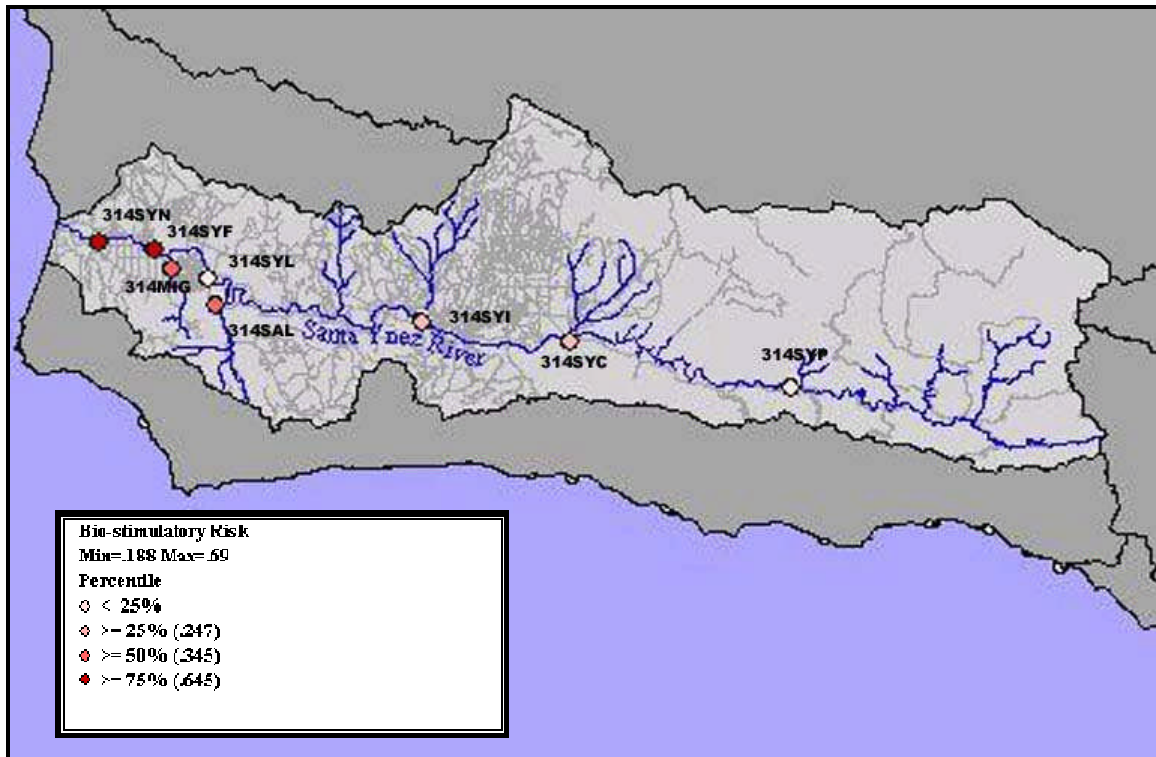 314SYN
314SYF
314SYL
314MIG
314SAL
Santa Ynez River
314SYI
314SYC
314SYP
Bio-stimulatory Risk
Min=.188 Max=.69
Percentile
< 25%
>= 25% (.247)
>= 50% (.345)
>= 75% (.645)